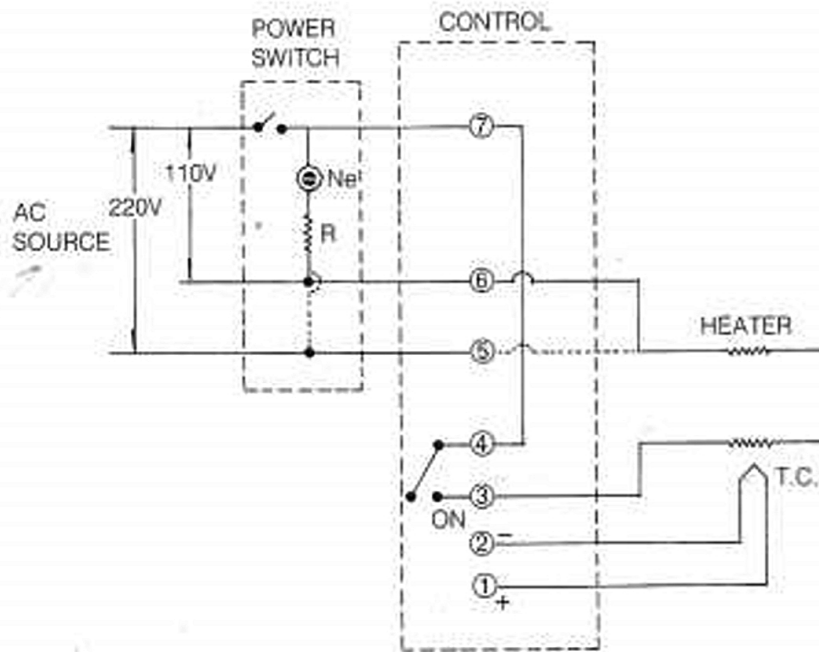 POWER
SWITCH
CONTROL
110V
220V
AC
SOURCE
Ne
R
7
6
5
4
3
ON
2 −
1
+
HEATER
T.C.